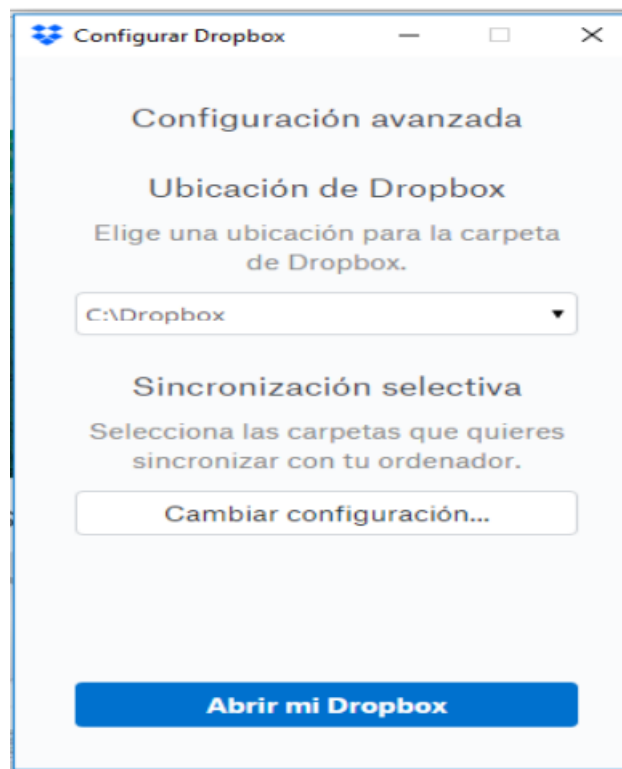 Configurar Dropbox
Configuración avanzada
Ubicación de Dropbox
Elige una ubicación para la carpeta
de Dropbox.
C:\Dropbox
Sincronización selectiva
Selecciona las carpetas que quieres
sincronizar con tu ordenador.
Cambiar configuración...
Abrir mi Dropbox